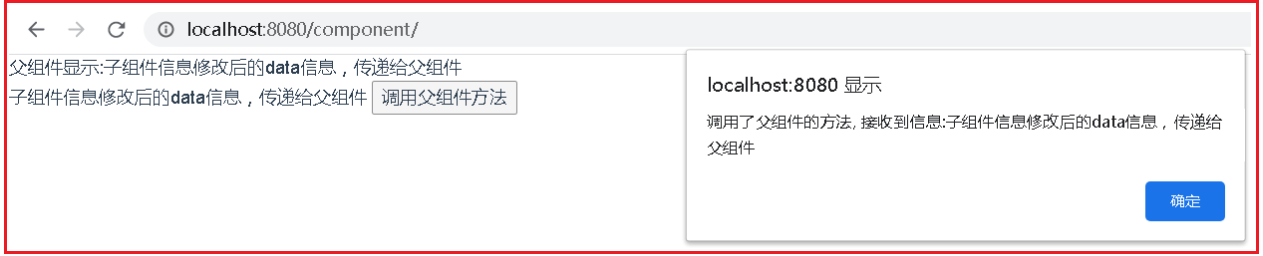 localhost:8080/component/
父组件显示:子组件信息修改后的data信息，传递给父组件
子组件信息修改后的data信息，传递给父组件 调用父组件方法
localhost:8080 显示
调用了父组件的方法, 接收到信息:子组件信息修改后的data信息，传递给
父组件
确定